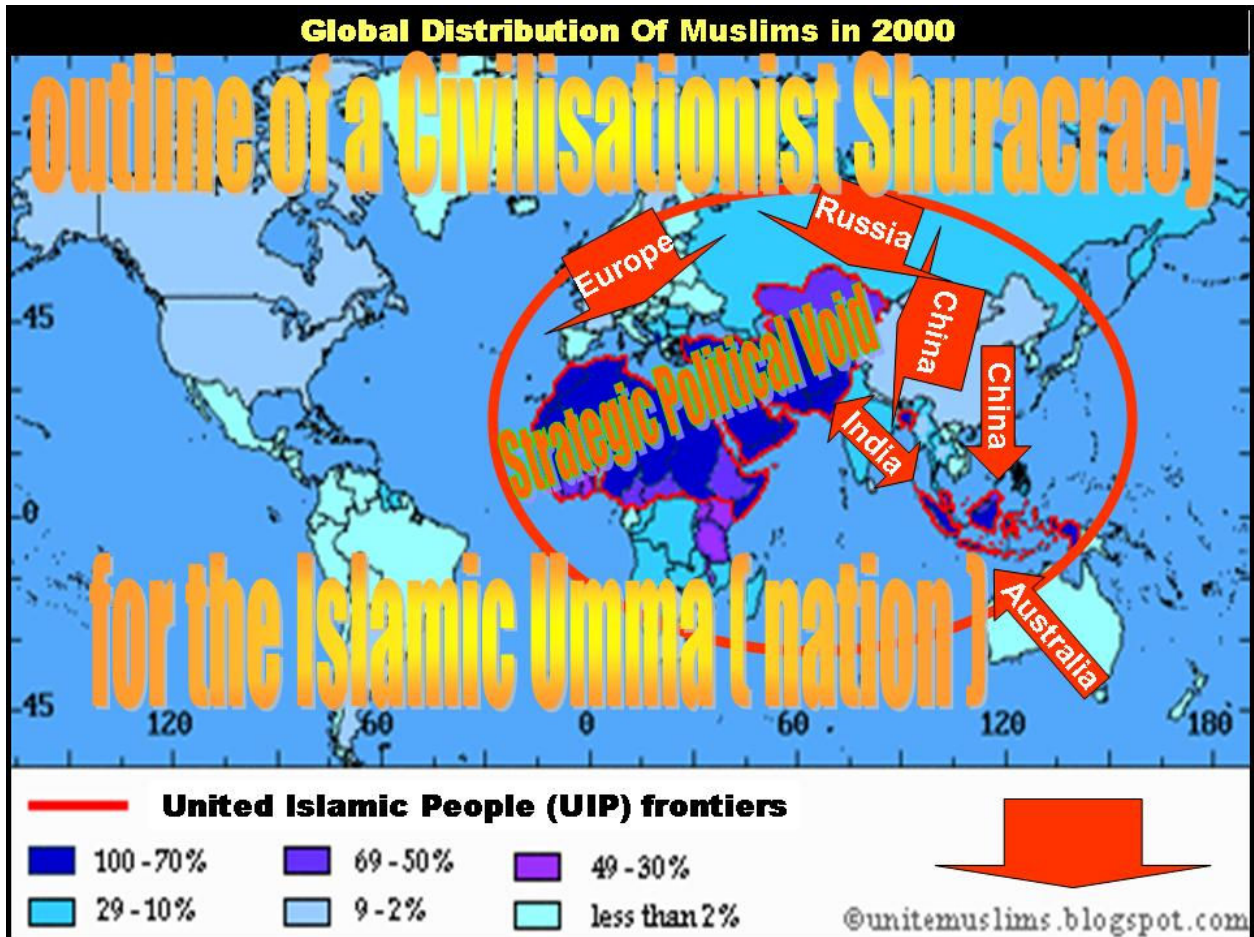 Global Distribution Of Muslims in 2000
outline of a Civilisationist Shuracracy
Russia
Europe
China
China
Strategic Political Void
India
for the Islamic Umma ( nation )
Australia
45
0
45
120
60
0
60
120
180
United Islamic People (UIP) frontiers
100 - 70%
69 - 50%
49 - 30%
29 - 10%
9 - 2%
less than 2%
©unitemuslims.blogspot.com